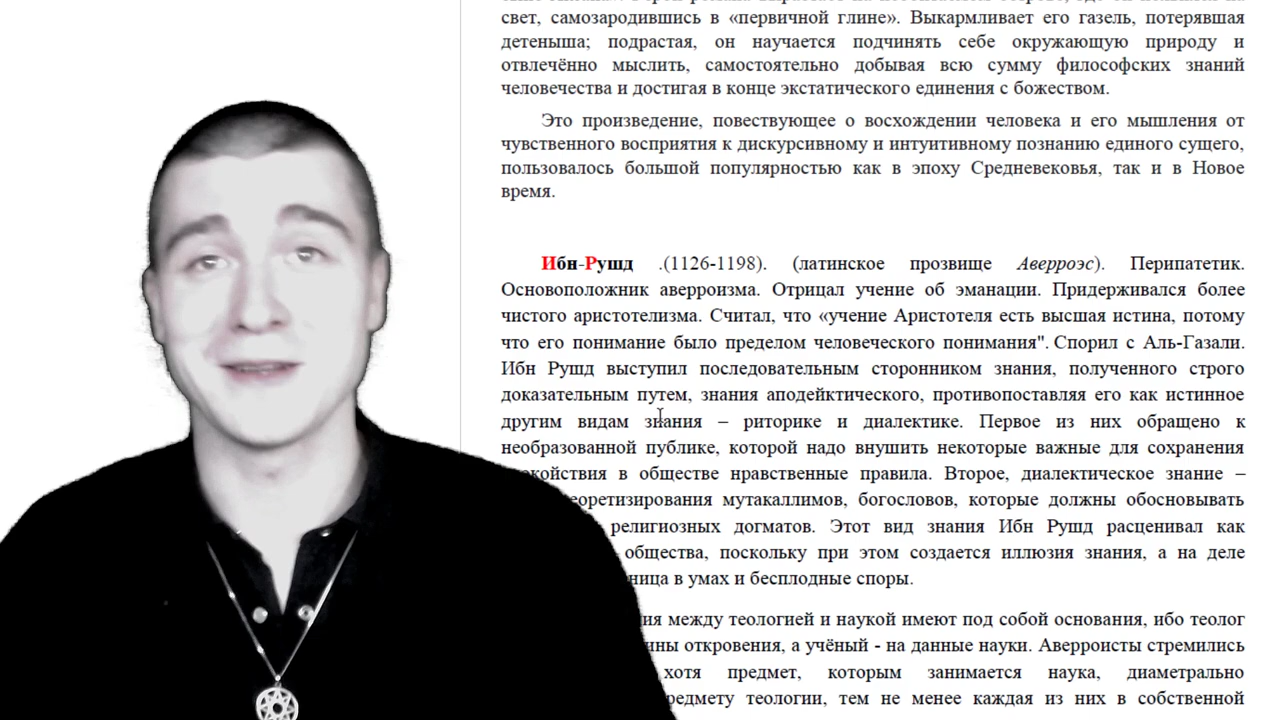 свет, самозародившись в «первичной глине». Выкармливает его газель, потерявшая
детеныша; подрастая, он научается подчинять себе окружающую природу и
отвлечённо мыслить, самостоятельно добывая всю сумму философских знаний
человечества и достигая в конце экстатического единения с божеством.
Это произведение, повествующее о восхождении человека и его мышления от
чувственного восприятия к дискурсивному и интуитивному познанию единого сущего,
пользовалось большой популярностью как в эпоху Средневековья, так и в Новое
время.
Ибн-Рушд .(1126-1198). (латинское прозвище Аверроэс). Перипатетик.
Основоположник аверроизма. Отрицал учение об эманации. Придерживался более
чистого аристотелизма. Считал, что «учение Аристотеля есть высшая истина, потому
что его понимание было пределом человеческого понимания". Спорил с Аль-Газали.
Ибн Рушд выступил последовательным сторонником знания, полученного строго
доказательным путем, знания аподейктического, противопоставляя его как истинное
другим видам знания – риторике и диалектике. Первое из них обращено к
необразованной публике, которой надо внушить некоторые важные для сохранения
в обществе нравственные правила. Второе, диалектическое знание –
мутакаллимов, богословов, которые должны обосновывать
религиозных догматов. Этот вид знания Ибн Рушд расценивал как
общества, поскольку при этом создается иллюзия знания, а на деле
в умах и бесплодные споры.
между теологией и наукой имеют под собой основания, ибо теолог
откровения, а учёный - на данные науки. Аверроисты стремились
хотя предмет, которым занимается наука, диаметрально
теологии, тем не менее каждая из них в собственной